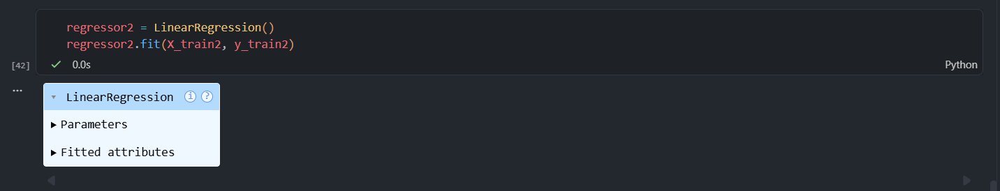 regressor2 = LinearRegression()
regressor2.fit(X_train2, y_train2)
[42]
0.0s
Python
...
LinearRegression i ?
Parameters
Fitted attributes